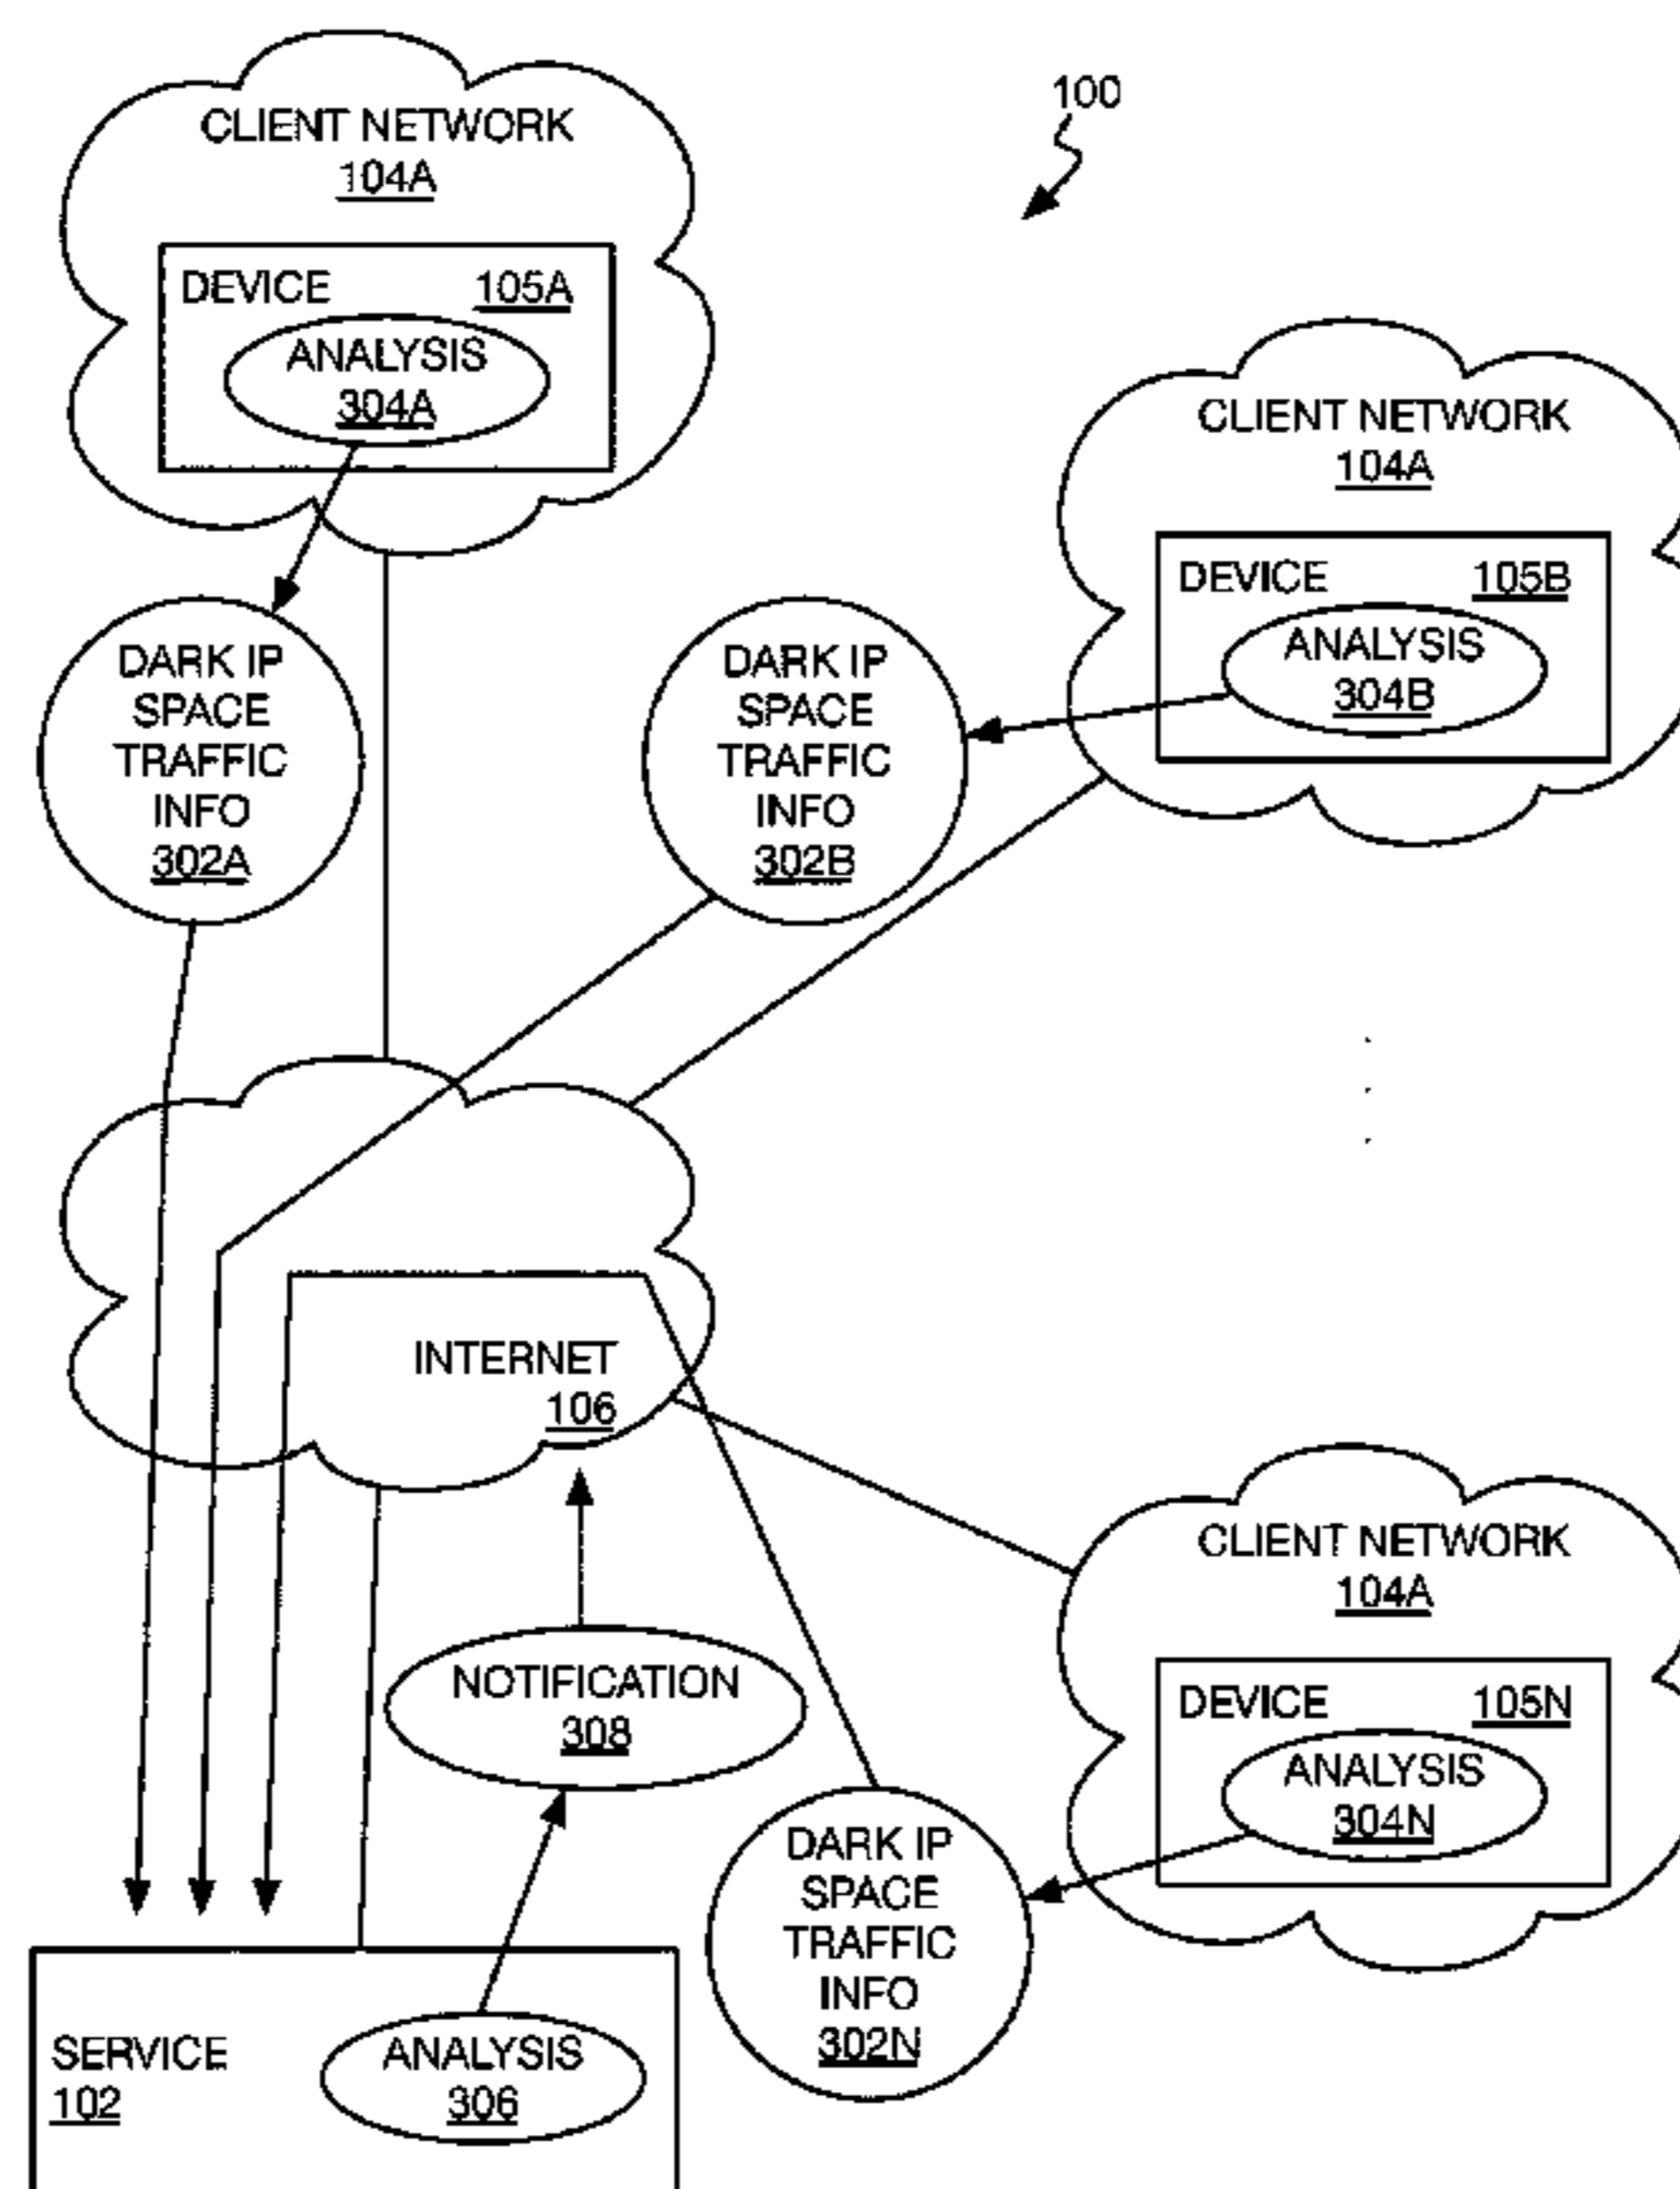 100
CLIENT NETWORK
104A
DEVICE 105A
ANALYSIS
304A
CLIENT NETWORK
104A
DEVICE 105B
ANALYSIS
304B
DARK IP
SPACE
TRAFFIC
INFO
302A
DARK IP
SPACE
TRAFFIC
INFO
302B
INTERNET
106
CLIENT NETWORK
104A
DEVICE 105N
ANALYSIS
304N
NOTIFICATION
308
DARK IP
SPACE
TRAFFIC
INFO
302N
SERVICE
102
ANALYSIS
306